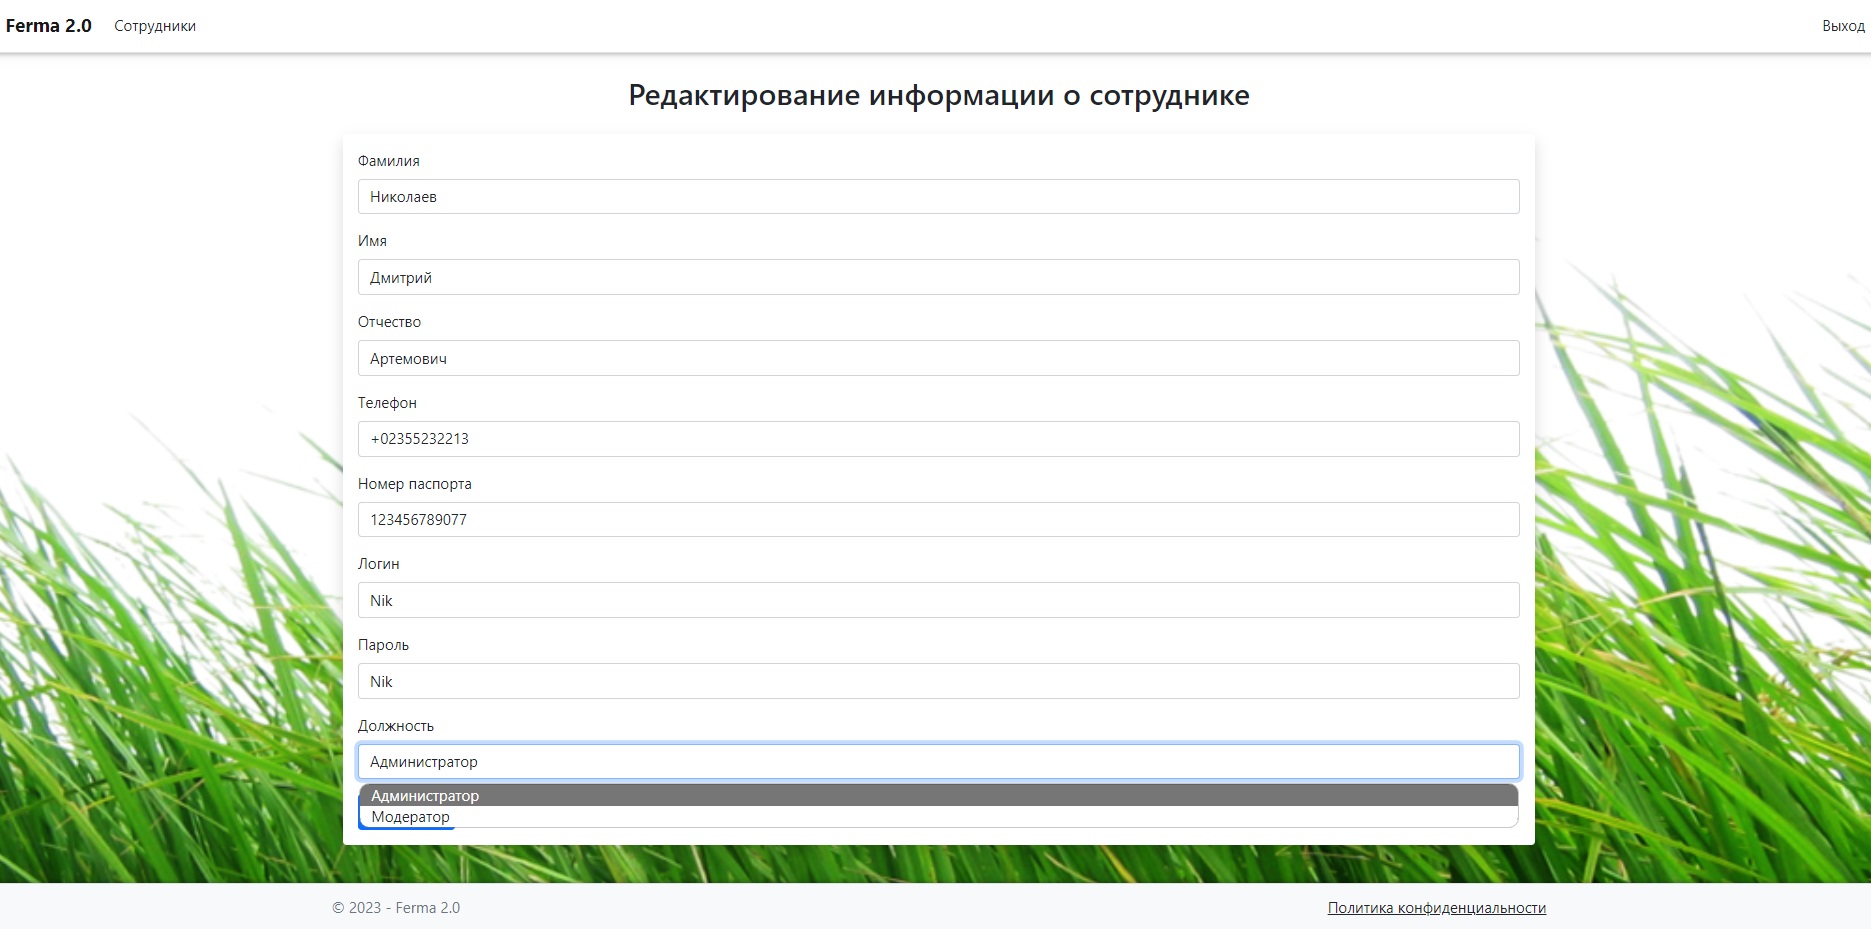 Ferma 2.0 Сотрудники Выход
Редактирование информации о сотруднике
Фамилия
Николаев
Имя
Дмитрий
Отчество
Артемович
Телефон
+02355232213
Номер паспорта
123456789077
Логин
Nik
Пароль
Nik
Должность
Администратор
Администратор
Модератор
© 2023 - Ferma 2.0 Политика конфиденциальности